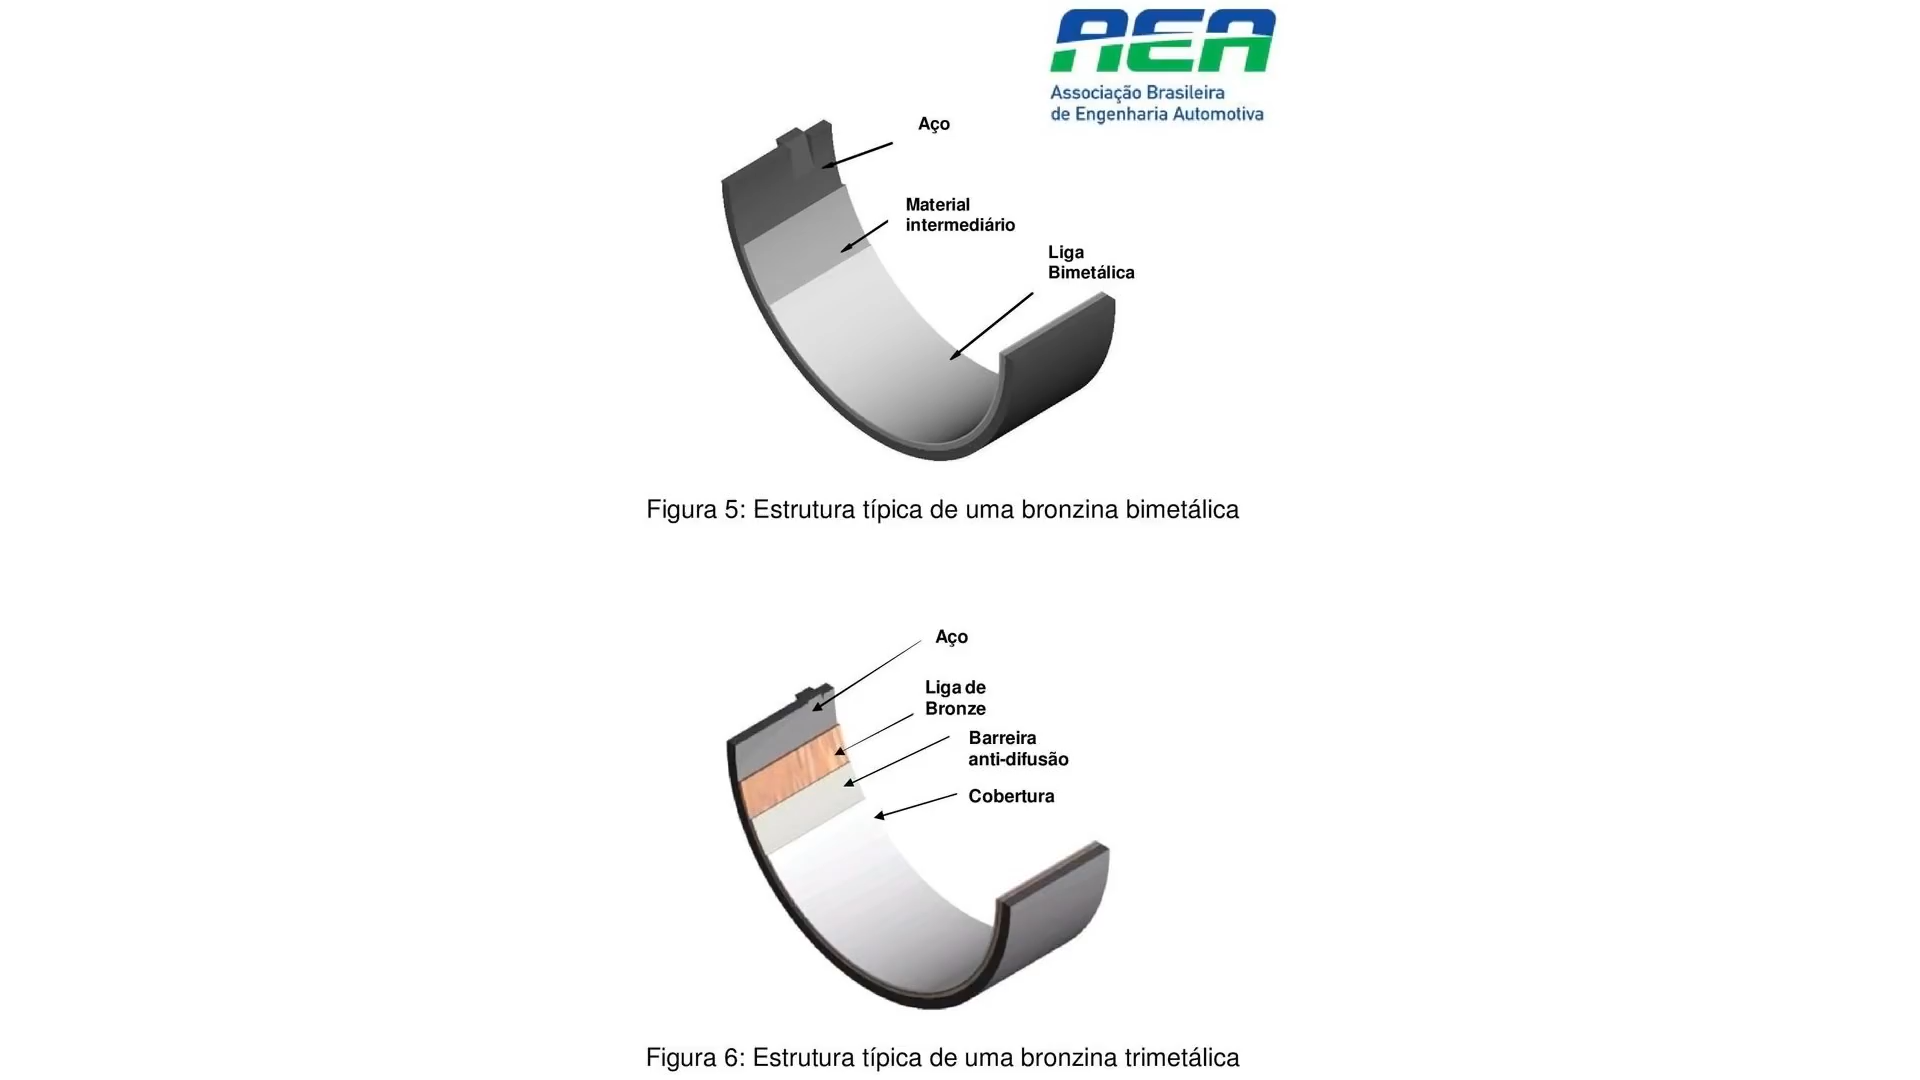 AEA
Associação Brasileira
de Engenharia Automotiva
Aço
Material
intermediário
Liga
Bimetálica
Figura 5: Estrutura típica de uma bronzina bimetálica
Aço
Liga de
Bronze
Barreira
anti-difusão
Cobertura
Figura 6: Estrutura típica de uma bronzina trimetálica